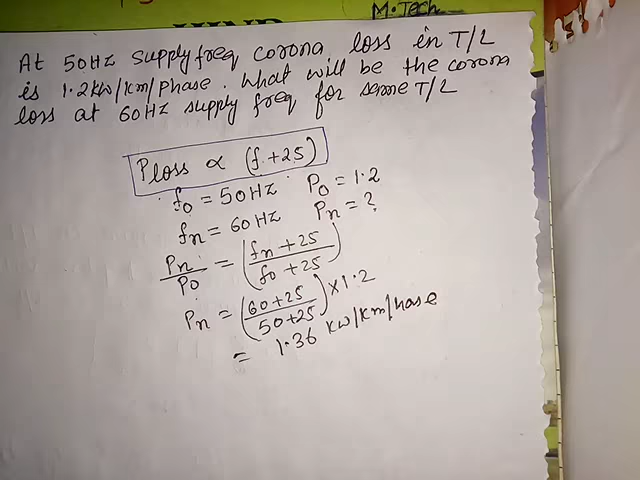 M.Tech
At 50Hz supply freq corona loss in T/L
is 1.2kw/km/phase. What will be the corona
loss at 60Hz supply freq for same T/L
Ploss ∝ (f+25)
f0 = 50Hz P0 = 1.2
fn = 60Hz Pn = ?
Pn/P0 = (fn+25/f0+25)
Pn = (60+25/50+25) × 1.2
= 1.36 kw/km/hase